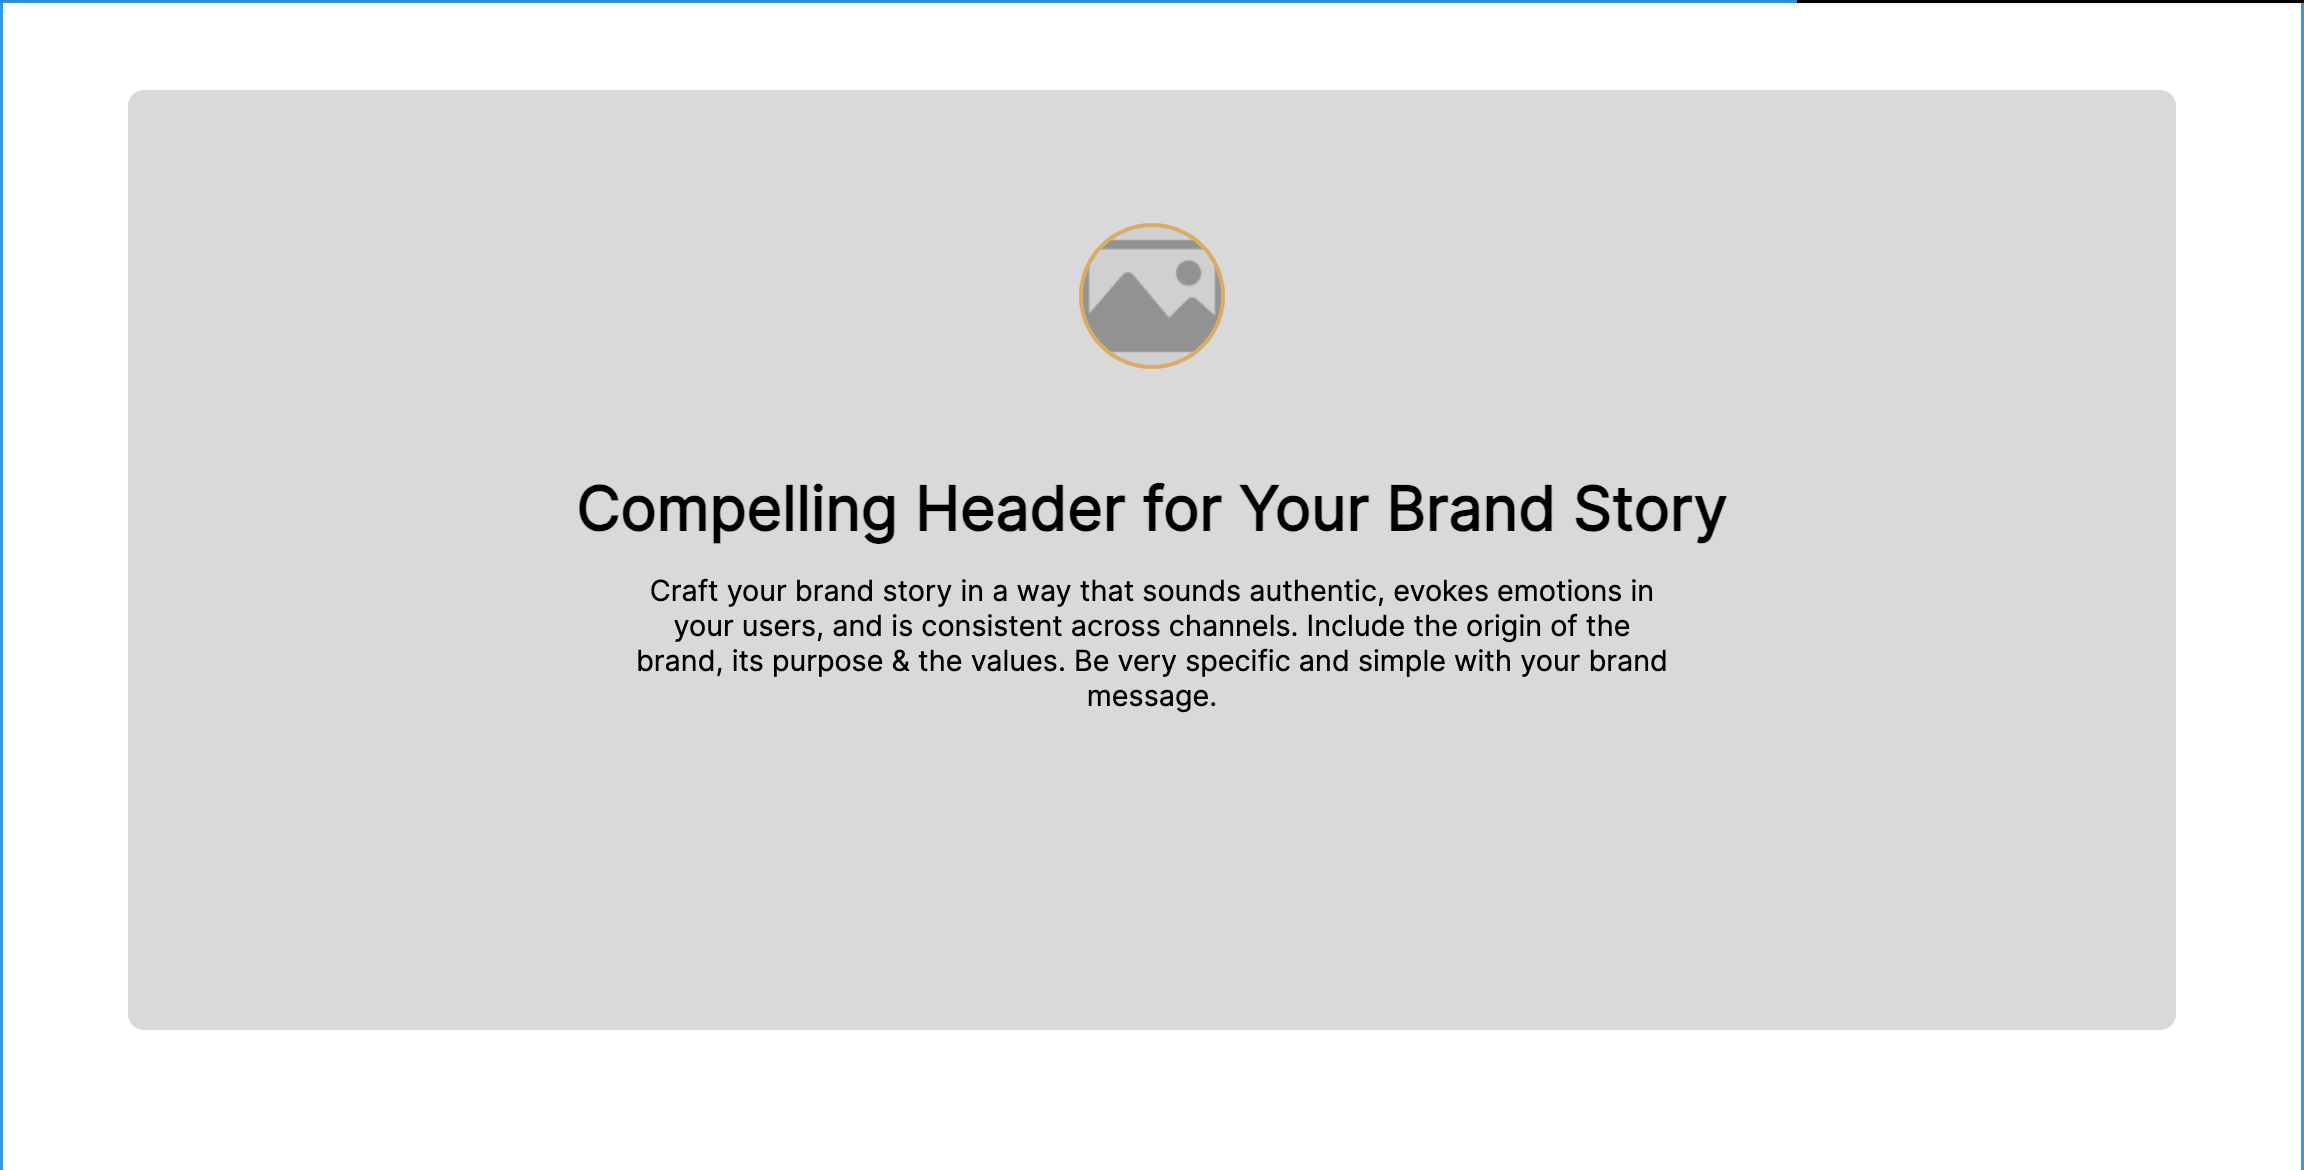 Compelling Header for Your Brand Story
Craft your brand story in a way that sounds authentic, evokes emotions in
your users, and is consistent across channels. Include the origin of the
brand, its purpose & the values. Be very specific and simple with your brand
message.